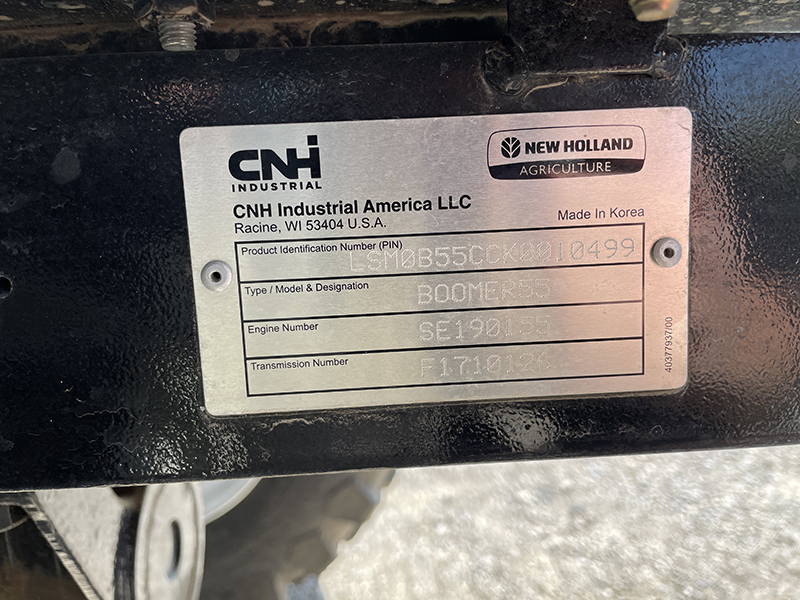 CNH
INDUSTRIAL
NEW HOLLAND
AGRICULTURE
CNH Industrial America LLC
Racine, WI 53404 U.S.A.
Made In Korea
Product Identification Number (PIN)
LSM0B55CCK0010499
Type / Model & Designation
BOOMER55
Engine Number
SE190155
Transmission Number
F1710126
40377937/00